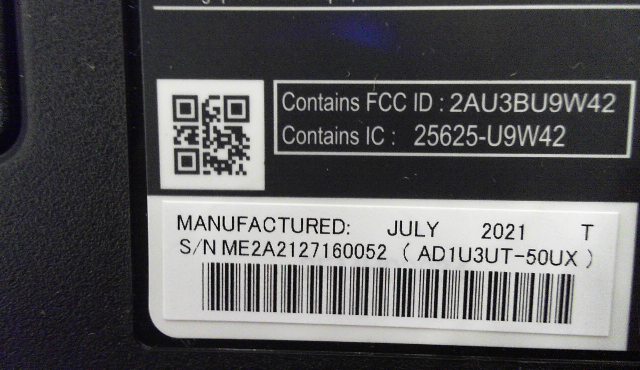 Contains FCC ID : 2AU3BU9W42
Contains IC : 25625-U9W42
MANUFACTURED: JULY 2021 T
S/N ME2A2127160052 ( AD1U3UT-50UX )